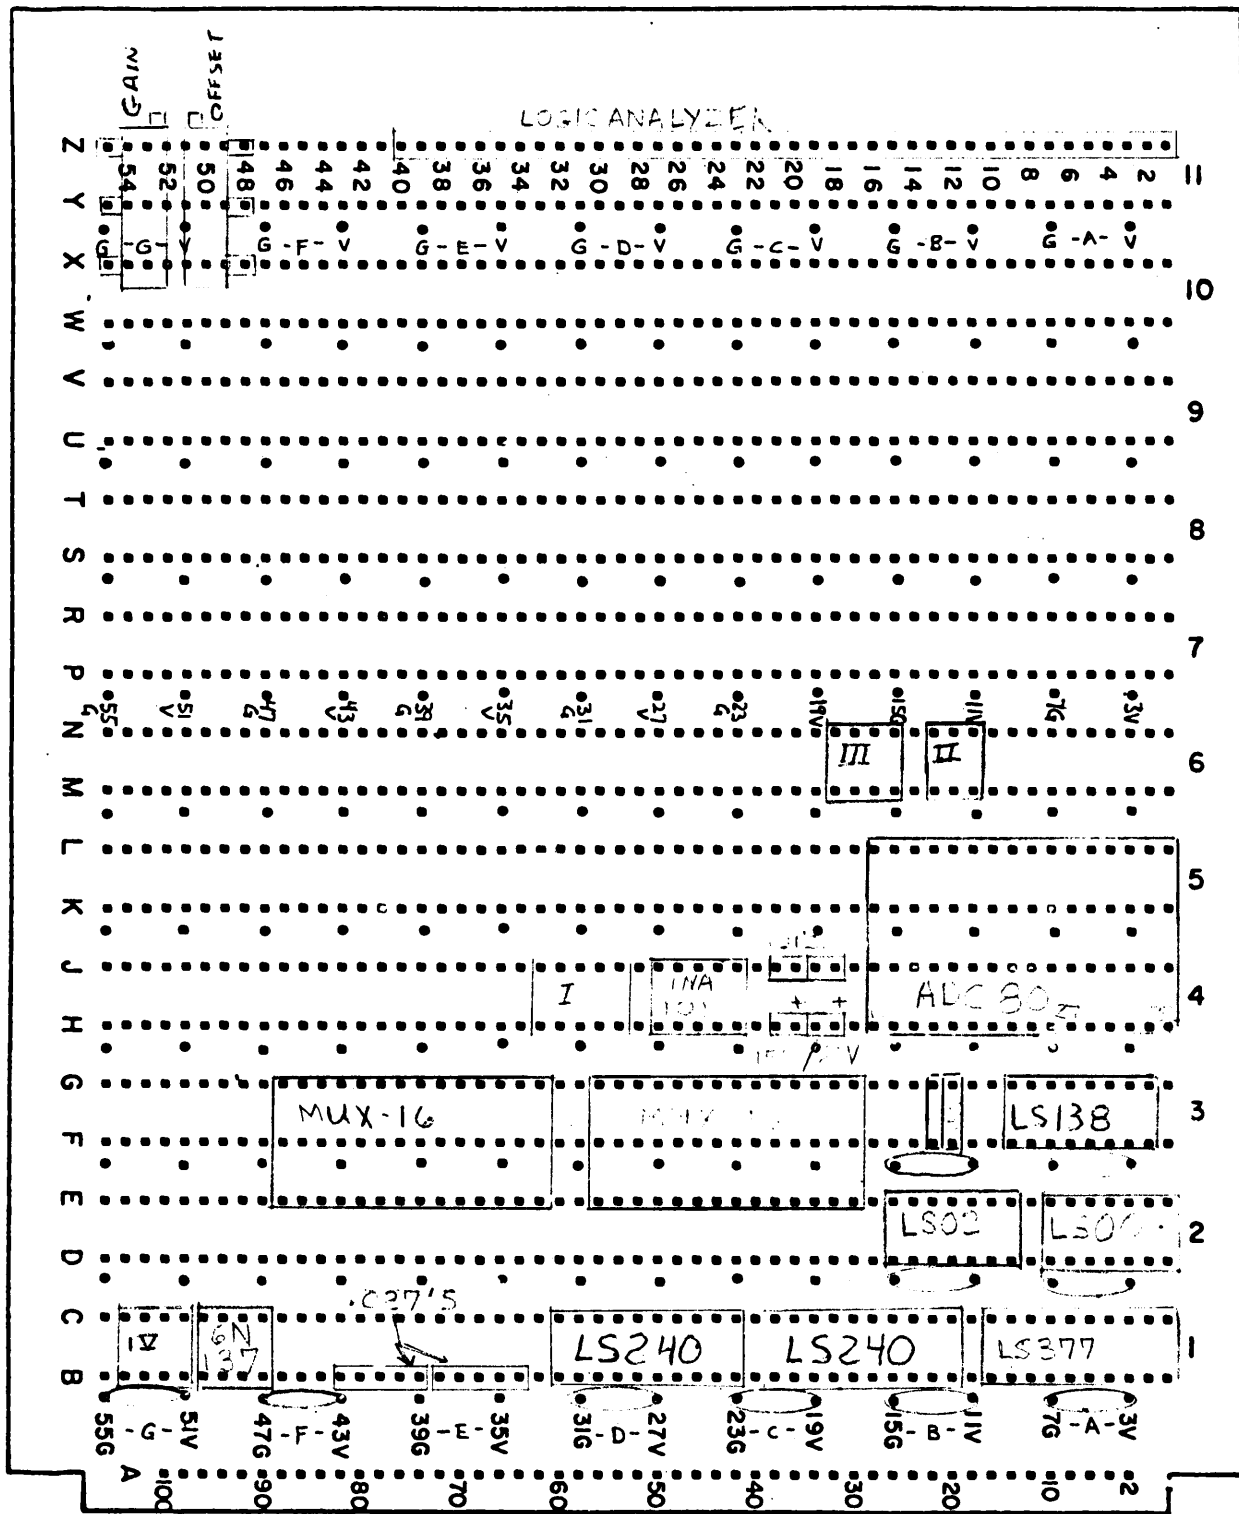 GAIN
OFFSET
LOGIC ANALYZER
Z
54 52 50 48 46 44 42 40 38 36 34 32 30 28 26 24 22 20 18 16 14 12 10 8 6 4 2
11
Y
G -G- V G -F- V G -E- V G -D- V G -C- V G -B- V G -A- V
X
10
W
V
9
U
T
8
S
R
7
P
55G 51V 47G 43V 39G 35V 31G 27V 23G 19V 15G 11V 7G 3V
N
III II
6
M
L
5
K
J
I INA 101 ADC 80
4
+ +
H
G
MUX-16 MUX LS138
3
F
E
LS02 LS00
2
D
.027'S
C
IV 6N 137 LS240 LS240 LS377
1
B
55G -G- 51V 47G -F- 43V 39G -E- 35V 31G -D- 27V 23G -C- 19V 15G -B- 11V 7G -A- 3V
A 100 90 80 70 60 50 40 30 20 10 2